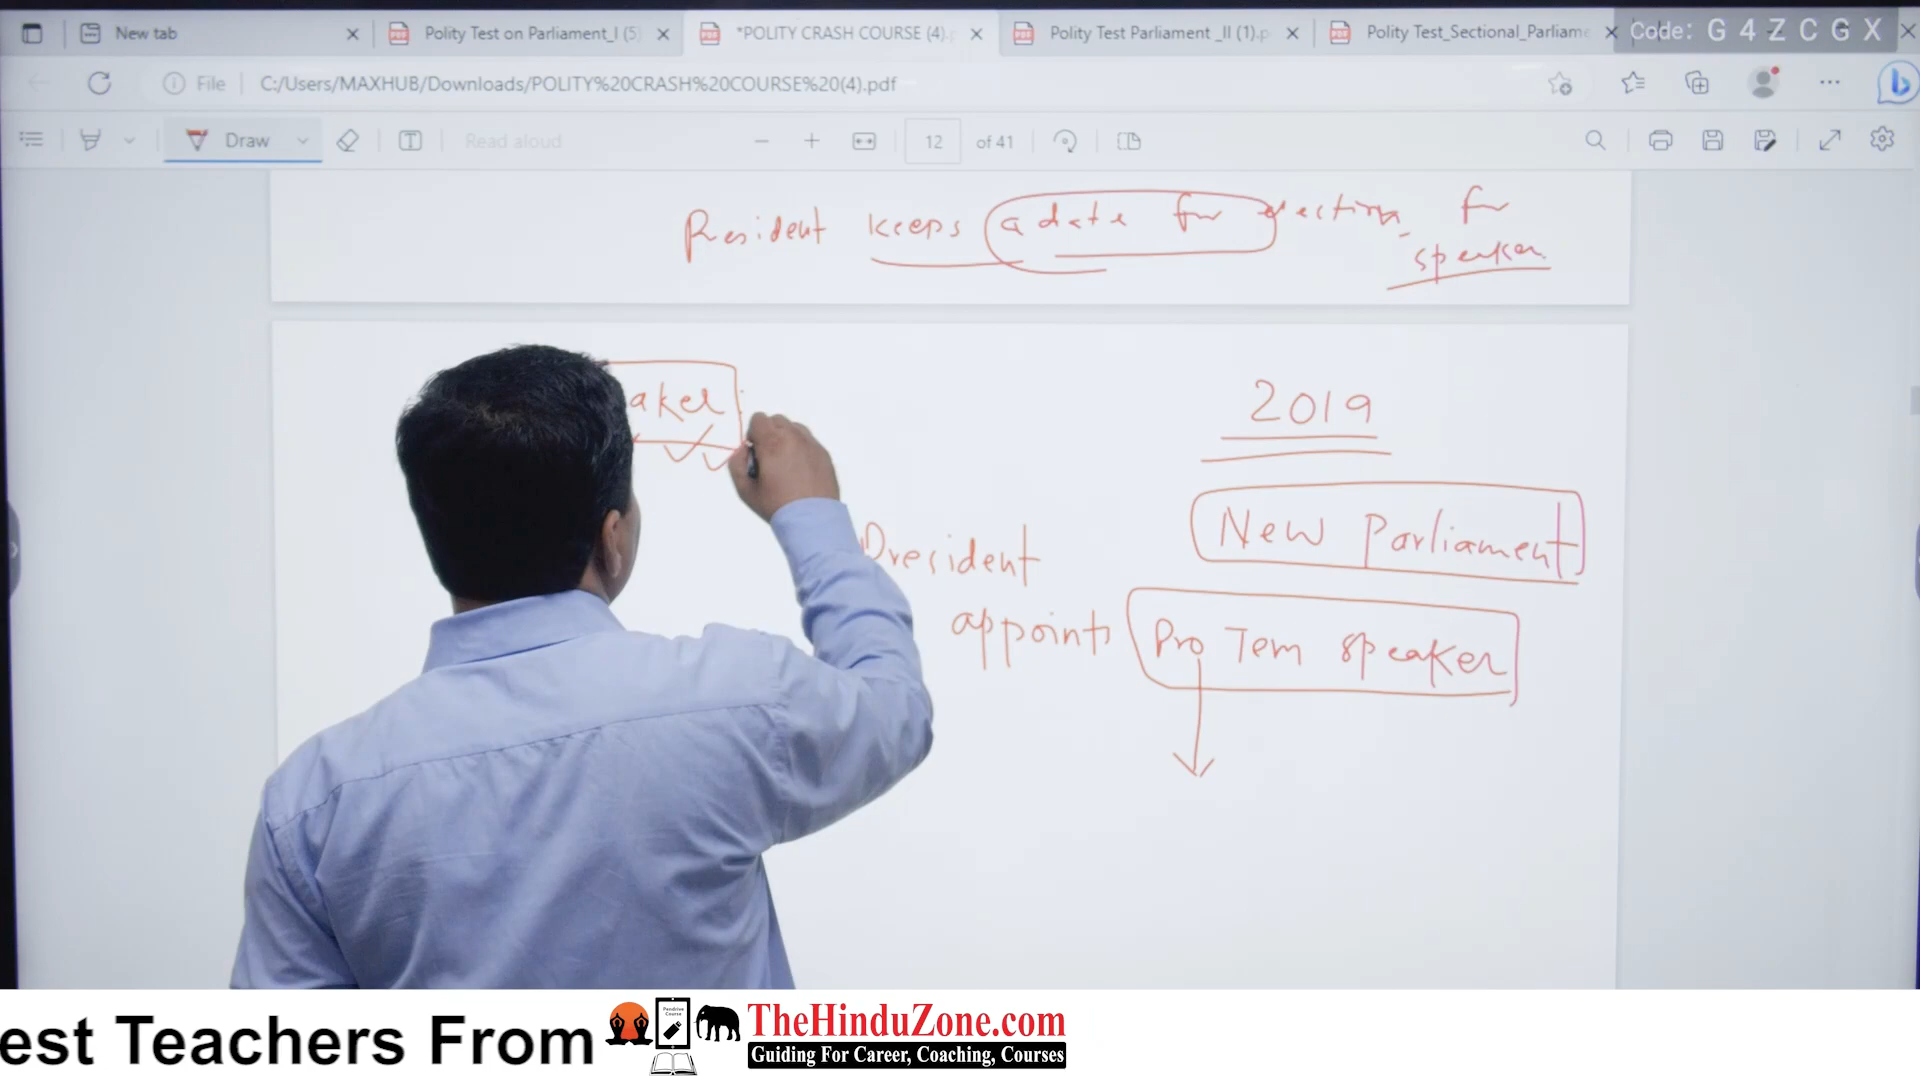 New tab
Polity Test on Parliament_I (5)
*POLITY CRASH COURSE (4).p
Polity Test Parliament _II (1).p
Polity Test_Sectional_Parliame
Code: G 4 Z C G X
File
C:/Users/MAXHUB/Downloads/POLITY%20CRASH%20COURSE%20(4).pdf
Draw
Read aloud
12 of 41
President keeps a date for election for
speaker
aker
2019
New Parliament
President
appoints Pro Tem speaker
est Teachers From
Pendrive
Course
TheHinduZone.com
Guiding For Career, Coaching, Courses